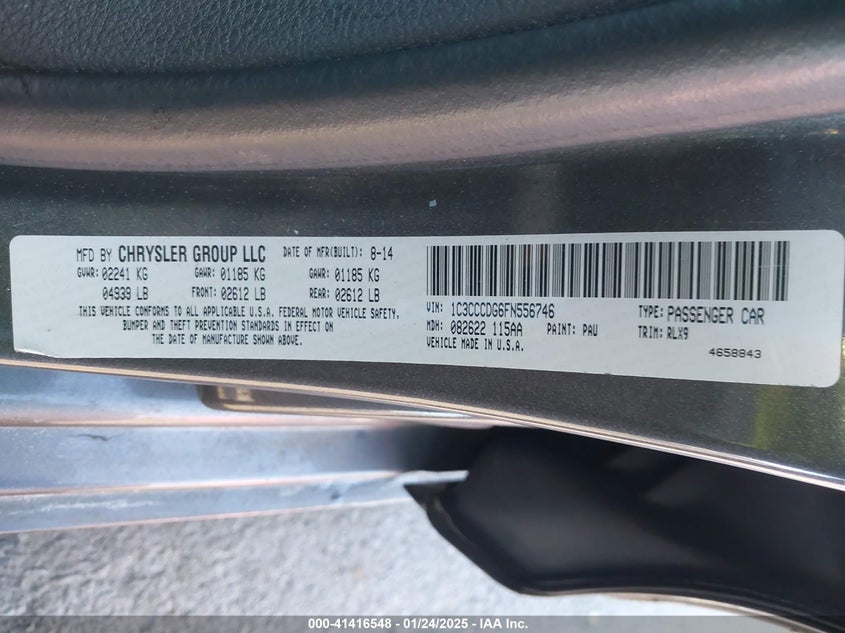 MFD BY CHRYSLER GROUP LLC DATE OF MFR(BUILT): 8-14
GVWR: 02241 KG GAWR: 01185 KG GAWR: 01185 KG
04939 LB FRONT: 02612 LB REAR: 02612 LB
THIS VEHICLE CONFORMS TO ALL APPLICABLE U.S.A. FEDERAL MOTOR VEHICLE SAFETY,
BUMPER AND THEFT PREVENTION STANDARDS IN EFFECT ON
THE DATE OF MANUFACTURE SHOWN ABOVE.
VIN: 1C3CCCDG6FN556746 TYPE: PASSENGER CAR
MDH: 082622 115AA PAINT: PAU TRIM: RLX9
VEHICLE MADE IN U.S.A. 4658843
000-41416548 - 01/24/2025 - IAA Inc.